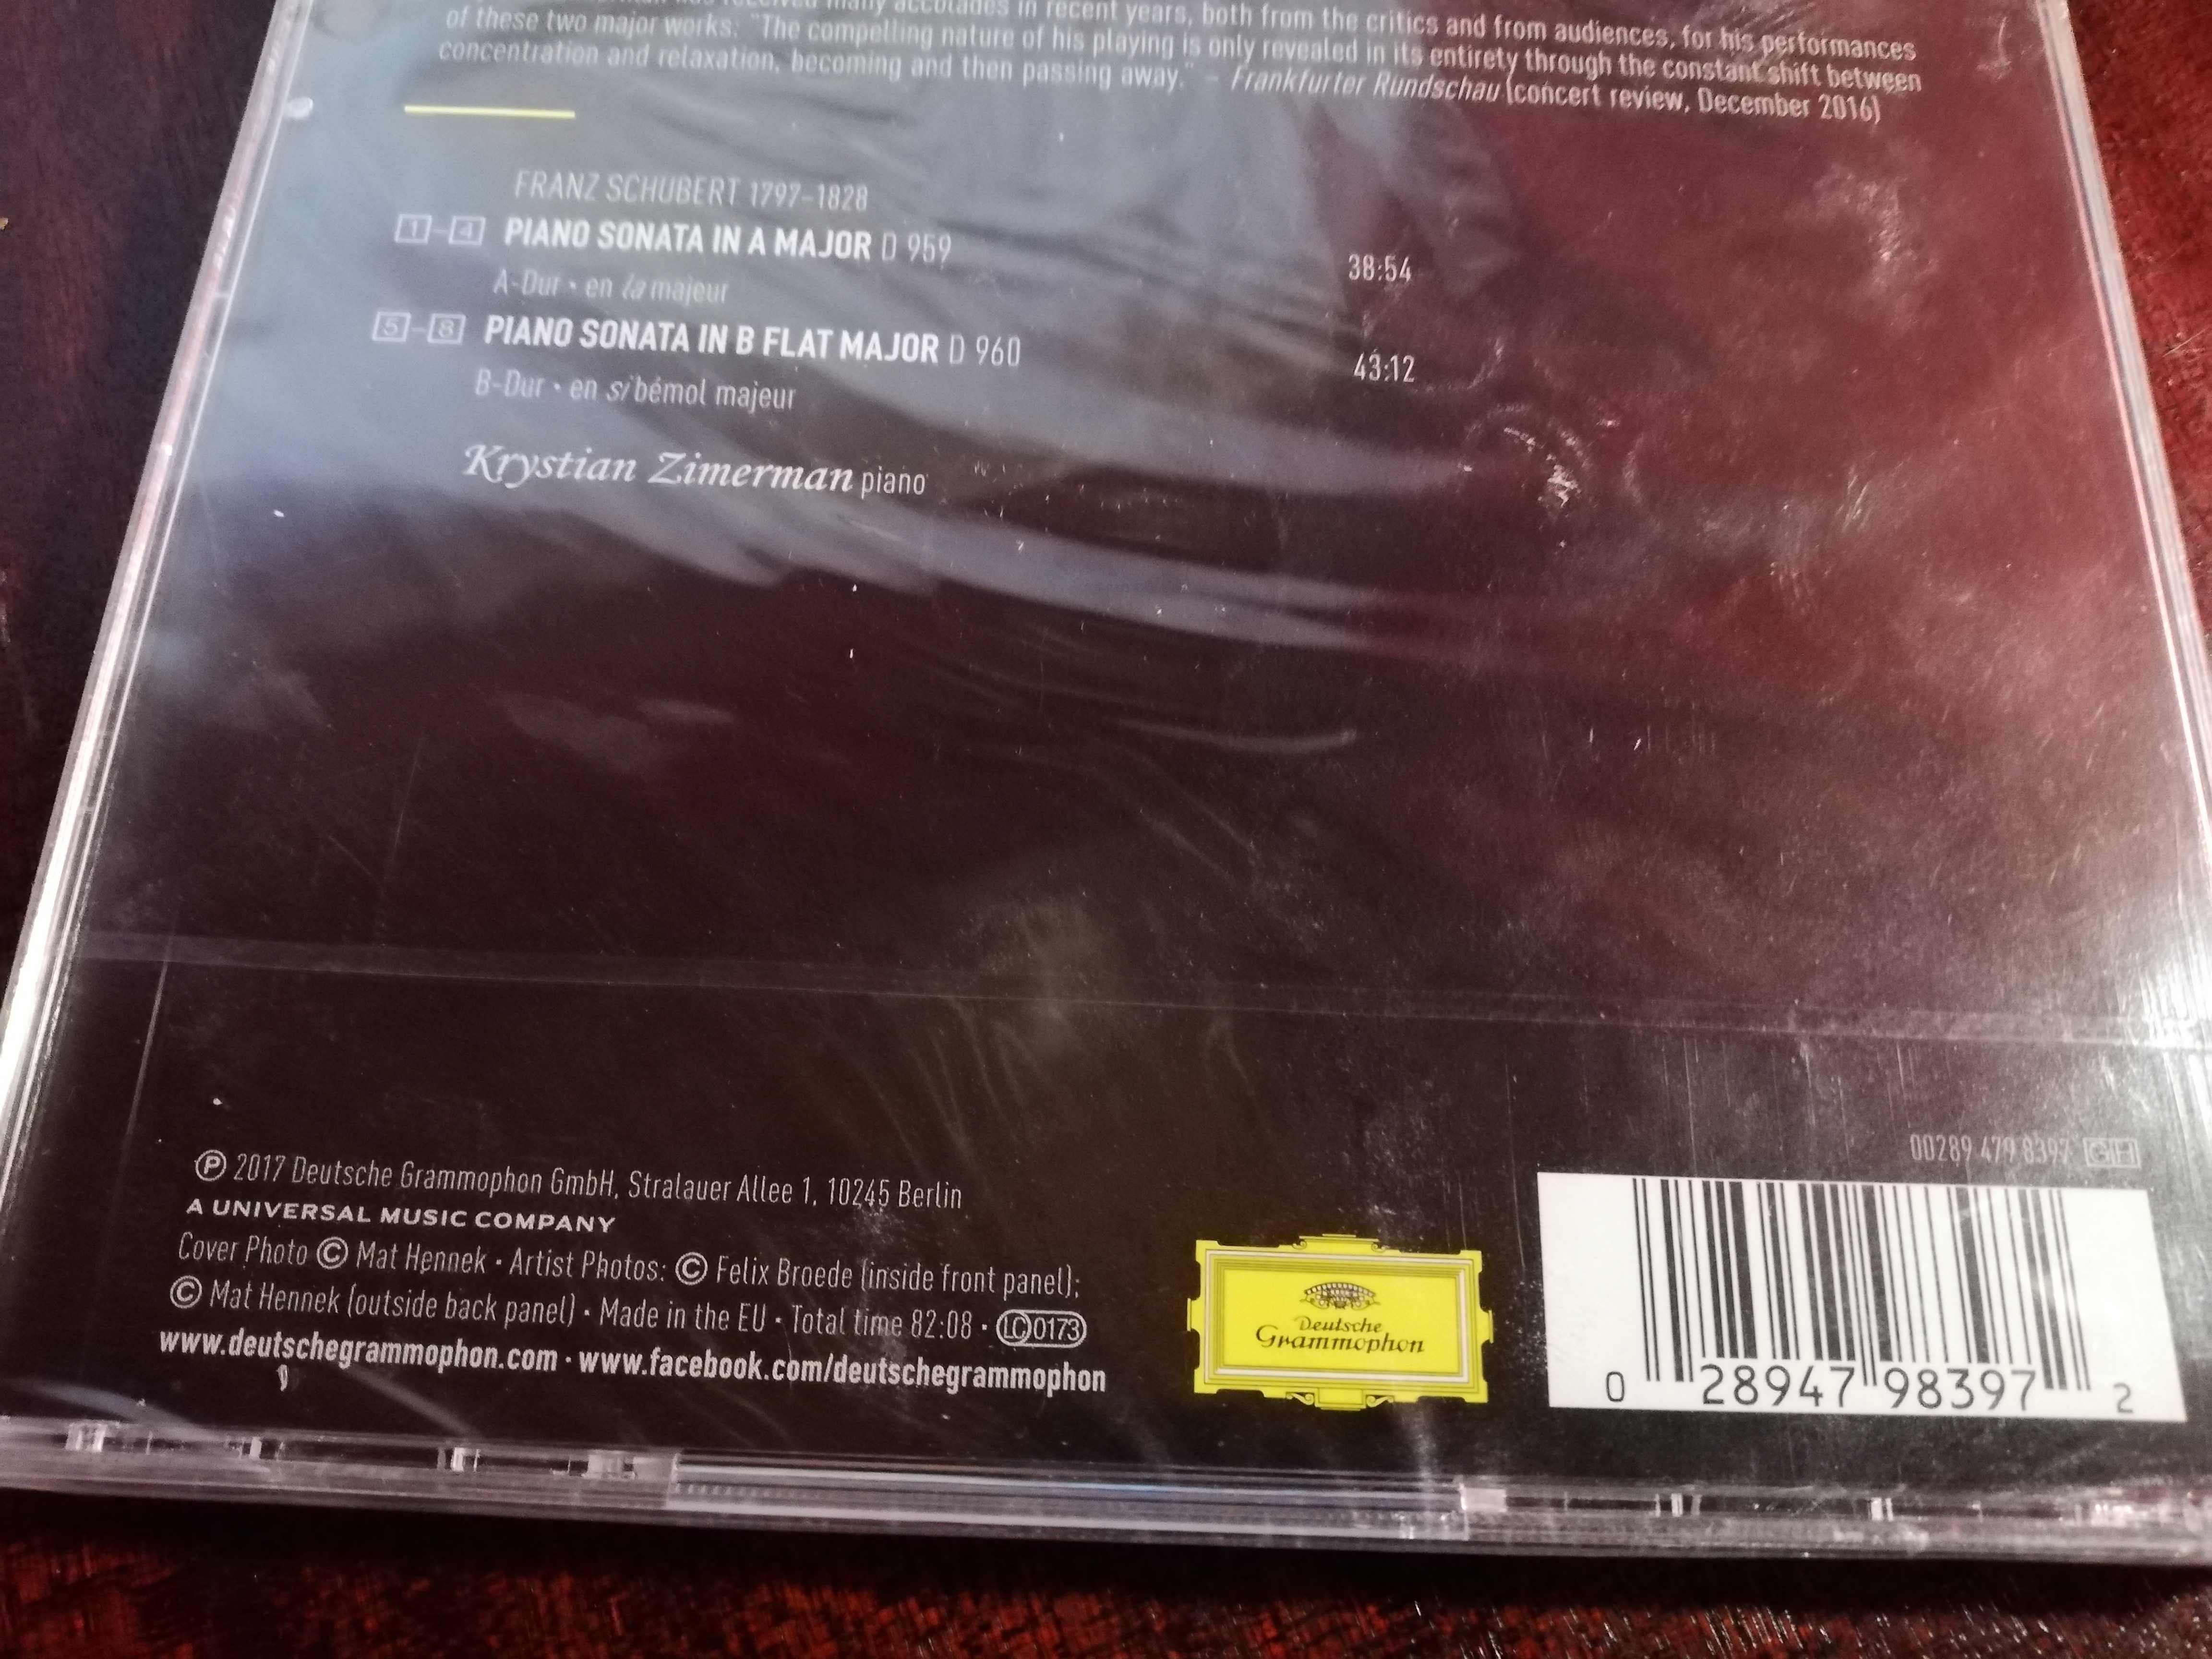 received many accolades in recent years, both from the critics and from audiences, for his performances
of these two major works: "The compelling nature of his playing is only revealed in its entirety through the constant shift between
concentration and relaxation, becoming and then passing away." – Frankfurter Rundschau (concert review, December 2016)
FRANZ SCHUBERT 1797–1828
1–4 PIANO SONATA IN A MAJOR D 959 38:54
A-Dur · en la majeur
5–8 PIANO SONATA IN B FLAT MAJOR D 960 43:12
B-Dur · en si bémol majeur
Krystian Zimerman piano
℗ 2017 Deutsche Grammophon GmbH, Stralauer Allee 1, 10245 Berlin
A UNIVERSAL MUSIC COMPANY
Cover Photo © Mat Hennek · Artist Photos: © Felix Broede (inside front panel);
© Mat Hennek (outside back panel) · Made in the EU · Total time 82:08 · LC 0173
www.deutschegrammophon.com · www.facebook.com/deutschegrammophon
Deutsche
Grammophon
00289 479 8397 GH
0 28947 98397 2